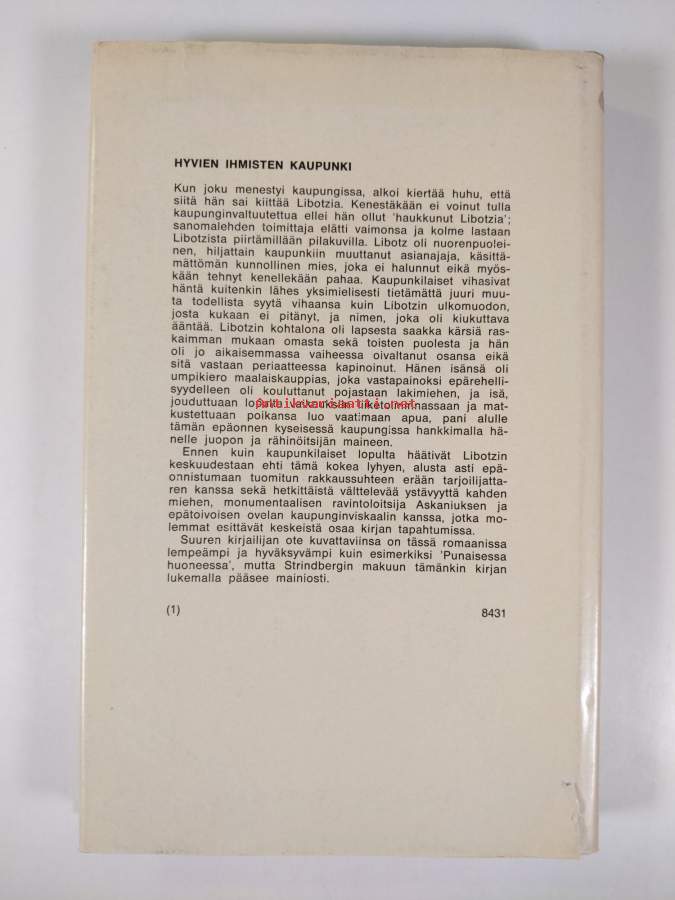 HYVIEN IHMISTEN KAUPUNKI
Kun joku menestyi kaupungissa, alkoi kiertää huhu, että
siitä hän sai kiittää Libotzia. Kenestäkään ei voinut tulla
kaupunginvaltuutettua ellei hän ollut 'haukkunut Libotzia';
sanomalehden toimittaja elätti vaimonsa ja kolme lastaan
Libotzista piirtämillään pilakuvilla. Libotz oli nuorenpuolei-
nen, hiljattain kaupunkiin muuttanut asianajaja, käsittä-
mättömän kunnollinen mies, joka ei halunnut eikä myös-
kään tehnyt kenellekään pahaa. Kaupunkilaiset vihasivat
häntä kuitenkin lähes yksimielisesti tietämättä juuri muu-
ta todellista syytä vihaansa kuin Libotzin ulkomuodon,
josta kukaan ei pitänyt, ja nimen, joka oli kiukuttava
ääntää. Libotzin kohtalona oli lapsesta saakka kärsiä ras-
kaimman mukaan omasta sekä toisten puolesta ja hän
oli jo aikaisemmassa vaiheessa oivaltanut osansa eikä
sitä vastaan periaatteessa kapinoinut. Hänen isänsä oli
umpikiero maalaiskauppias, joka vastapainoksi epärehelli-
syydelleen oli kouluttanut pojastaan lakimiehen, ja isä,
jouduttuaan lopulta vaikeuksiin liiketoiminnassaan ja mat-
Antikvariaatti.net
kustettuaan poikansa luo vaatimaan apua, pani alulle
tämän epäonnen kyseisessä kaupungissa hankkimalla hä-
nelle juopon ja rähinöitsijän maineen.
Ennen kuin kaupunkilaiset lopulta häätivät Libotzin
keskuudestaan ehti tämä kokea lyhyen, alusta asti epä-
onnistumaan tuomitun rakkaussuhteen erään tarjoilijatta-
ren kanssa sekä hetkittäistä välttelevää ystävyyttä kahden
miehen, monumentaalisen ravintoloitsija Askaniuksen ja
epätoivoisen ovelan kaupunginviskaalin kanssa, jotka mo-
lemmat esittävät keskeistä osaa kirjan tapahtumissa.
Suuren kirjailijan ote kuvattaviinsa on tässä romaanissa
lempeämpi ja hyväksyvämpi kuin esimerkiksi 'Punaisessa
huoneessa', mutta Strindbergin makuun tämänkin kirjan
lukemalla pääsee mainiosti.
(1) 8431